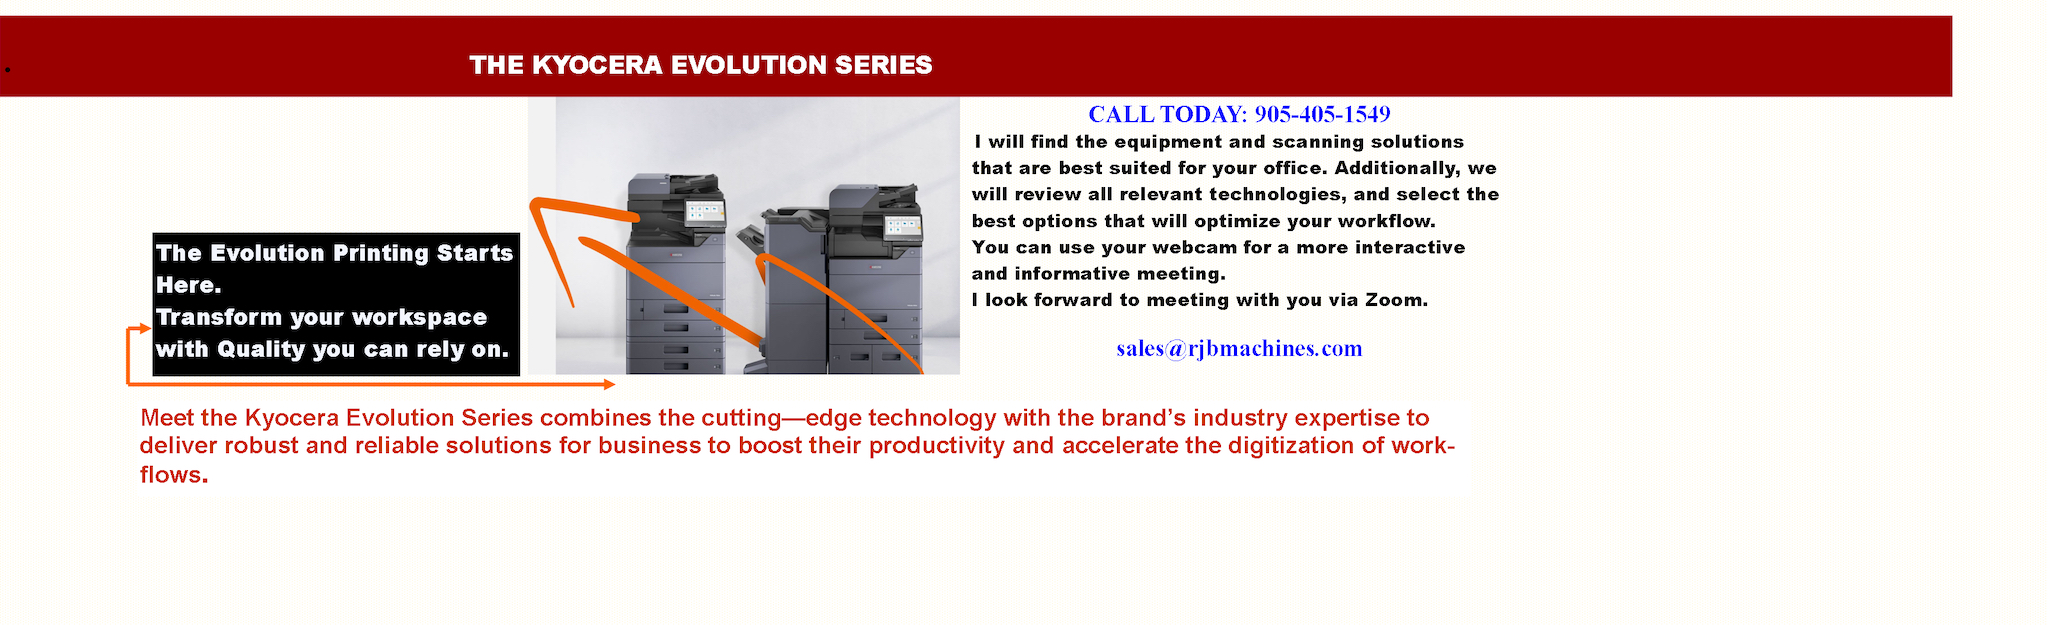 THE KYOCERA EVOLUTION SERIES
The Evolution Printing Starts
Here.
Transform your workspace
with Quality you can rely on.
CALL TODAY: 905-405-1549
I will find the equipment and scanning solutions
that are best suited for your office. Additionally, we
will review all relevant technologies, and select the
best options that will optimize your workflow.
You can use your webcam for a more interactive
and informative meeting.
I look forward to meeting with you via Zoom.
sales@rjbmachines.com
Meet the Kyocera Evolution Series combines the cutting—edge technology with the brand’s industry expertise to
deliver robust and reliable solutions for business to boost their productivity and accelerate the digitization of work-
flows.